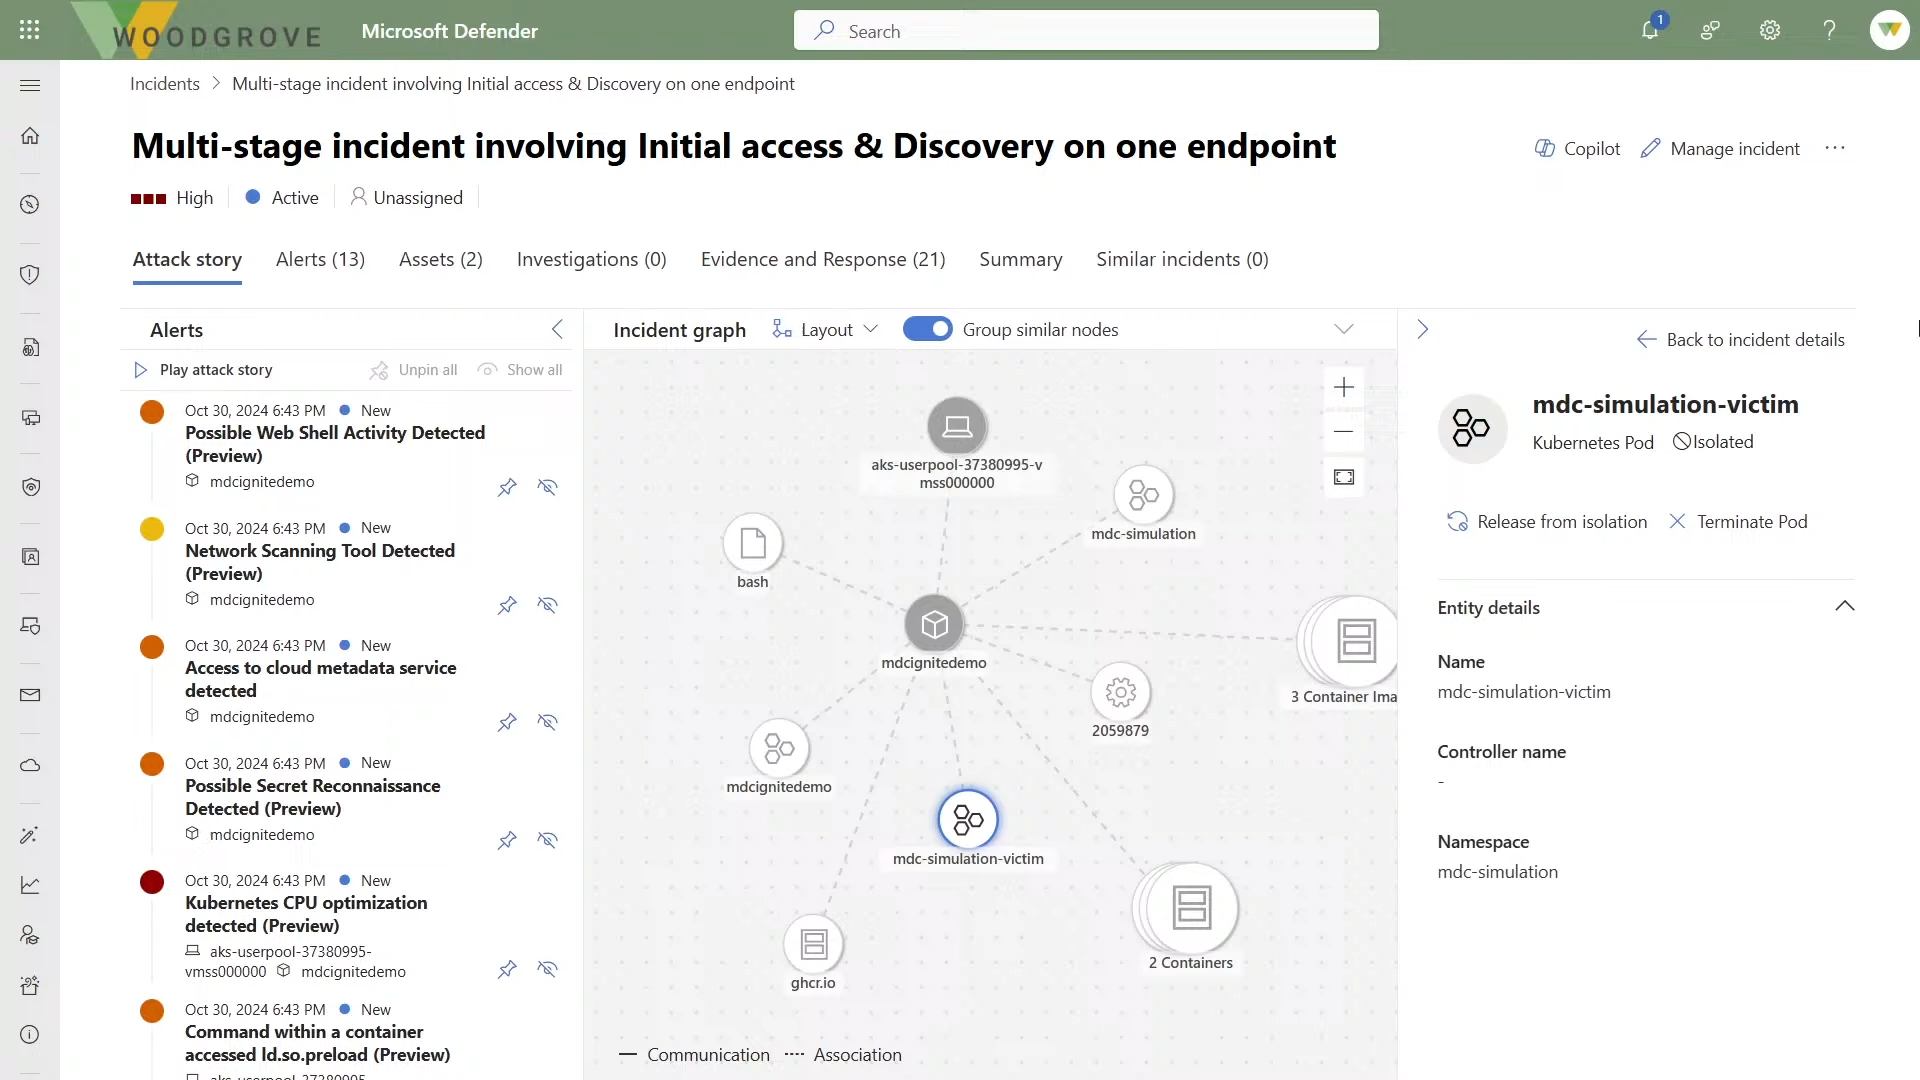 WOODGROVE
Microsoft Defender
Search
1
Incidents > Multi-stage incident involving Initial access & Discovery on one endpoint
Multi-stage incident involving Initial access & Discovery on one endpoint
Copilot
Manage incident
High
Active
Unassigned
Attack story
Alerts (13)
Assets (2)
Investigations (0)
Evidence and Response (21)
Summary
Similar incidents (0)
Alerts
Play attack story
Unpin all
Show all
Oct 30, 2024 6:43 PM New
Possible Web Shell Activity Detected
(Preview)
mdcignitedemo
Oct 30, 2024 6:43 PM New
Network Scanning Tool Detected
(Preview)
mdcignitedemo
Oct 30, 2024 6:43 PM New
Access to cloud metadata service
detected
mdcignitedemo
Oct 30, 2024 6:43 PM New
Possible Secret Reconnaissance
Detected (Preview)
mdcignitedemo
Oct 30, 2024 6:43 PM New
Kubernetes CPU optimization
detected (Preview)
aks-userpool-37380995-
vmss000000 mdcignitedemo
Oct 30, 2024 6:43 PM New
Command within a container
accessed ld.so.preload (Preview)
aks-userpool-37380995-
Incident graph
Layout
Group similar nodes
aks-userpool-37380995-v
mss000000
mdc-simulation
bash
mdcignitedemo
3 Container Ima
2059879
mdcignitedemo
mdc-simulation-victim
2 Containers
ghcr.io
Communication
Association
Back to incident details
mdc-simulation-victim
Kubernetes Pod
Isolated
Release from isolation
Terminate Pod
Entity details
Name
mdc-simulation-victim
Controller name
-
Namespace
mdc-simulation